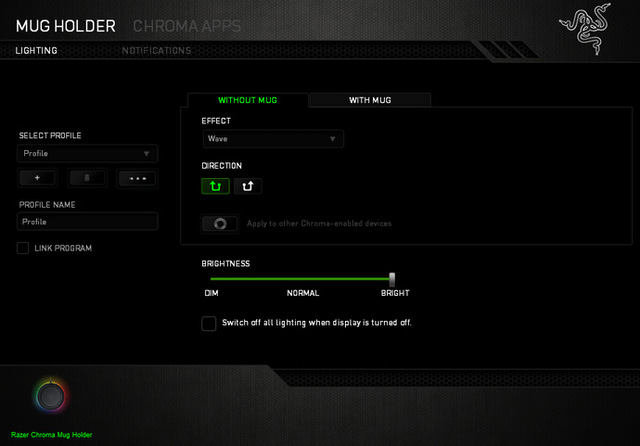 MUG HOLDER CHROMA APPS
LIGHTING NOTIFICATIONS
WITHOUT MUG WITH MUG
EFFECT
Wave
SELECT PROFILE
Profile
DIRECTION
PROFILE NAME
Profile
Apply to other Chroma-enabled devices
LINK PROGRAM
BRIGHTNESS
DIM NORMAL BRIGHT
Switch off all lighting when display is turned off.
Razer Chroma Mug Holder